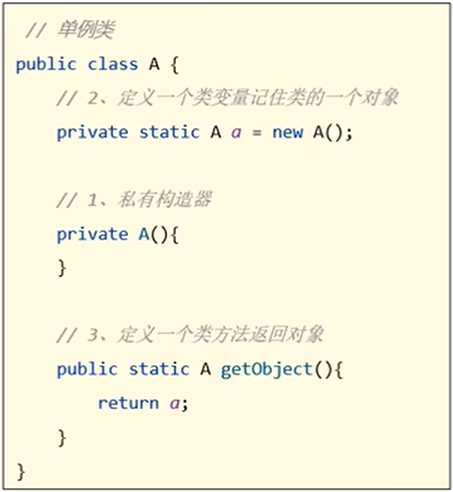 // 单例类
public class A {
// 2、定义一个类变量记住类的一个对象
private static A a = new A();
// 1、私有构造器
private A(){
}
// 3、定义一个类方法返回对象
public static A getObject(){
return a;
}
}